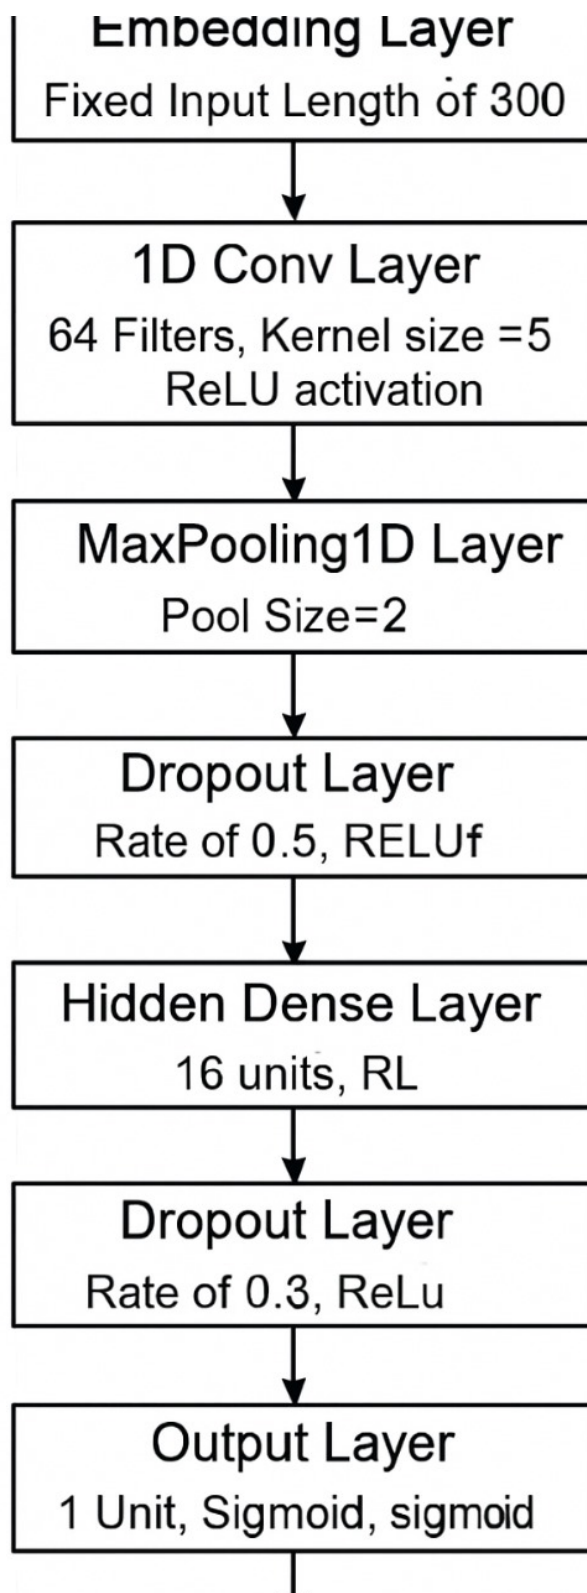 Embedding Layer
Fixed Input Length of 300
1D Conv Layer
64 Filters, Kernel size =5
ReLU activation
MaxPooling1D Layer
Pool Size=2
Dropout Layer
Rate of 0.5, RELUf
Hidden Dense Layer
16 units, RL
Dropout Layer
Rate of 0.3, ReLu
Output Layer
1 Unit, Sigmoid, sigmoid